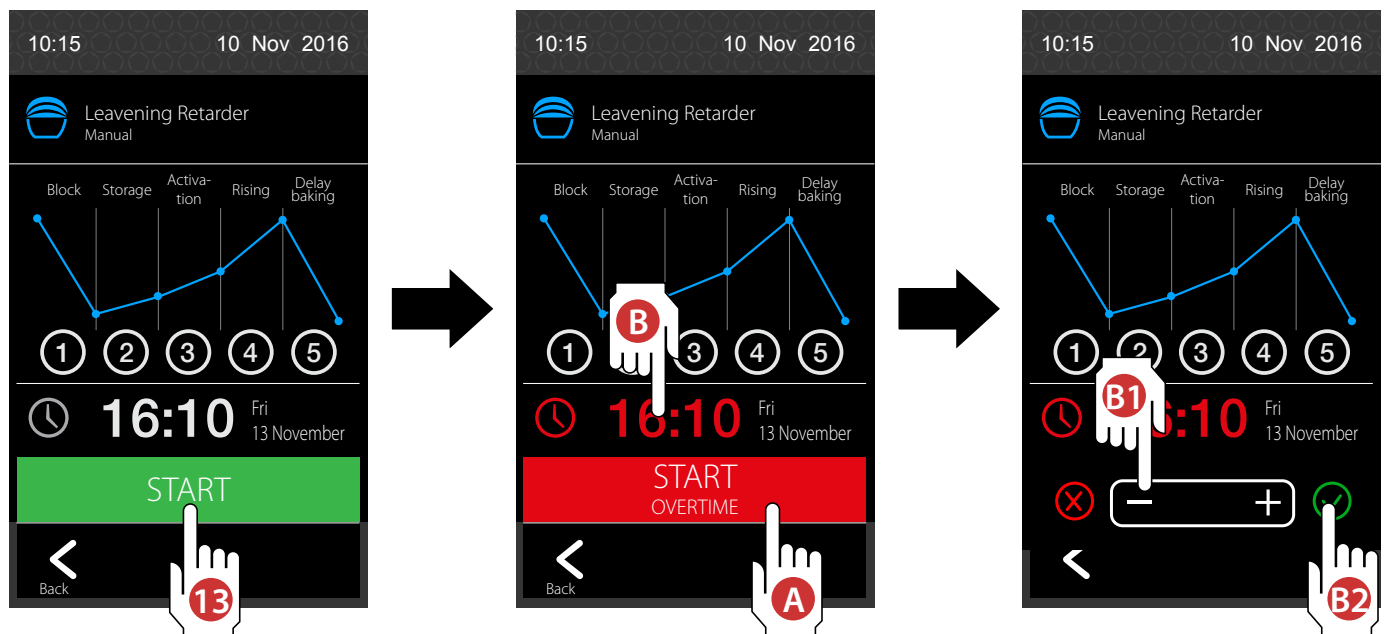 10:15 10 Nov 2016
Leavening Retarder
Manual
Block Storage Activa-
tion Rising Delay
baking
1 2 3 4 5
16:10 Fri
13 November
START
Back
13
10:15 10 Nov 2016
Leavening Retarder
Manual
Block Storage Activa-
tion Rising Delay
baking
B
1 3 4 5
16:10 Fri
13 November
START
OVERTIME
Back
A
10:15 10 Nov 2016
Leavening Retarder
Manual
Block Storage Activa-
tion Rising Delay
baking
1 2 3 4 5
B1
:10 Fri
13 November
− +
B2